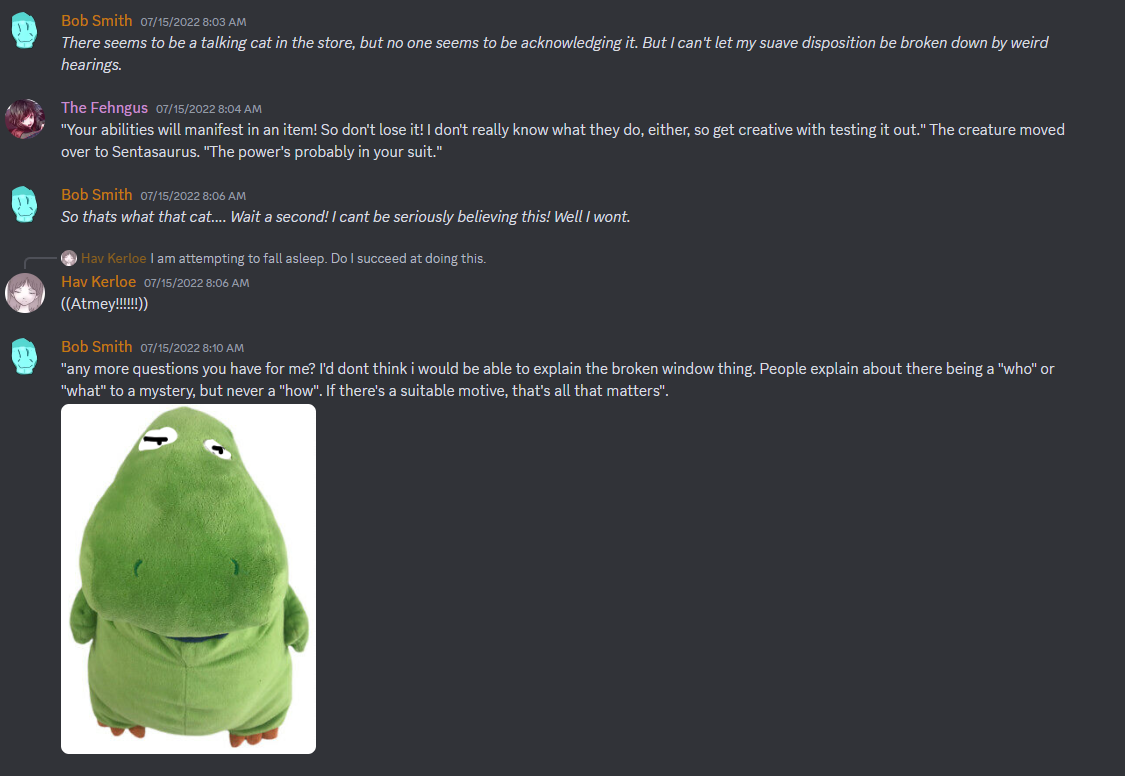 Bob Smith 07/15/2022 8:03 AM
There seems to be a talking cat in the store, but no one seems to be acknowledging it. But I can't let my suave disposition be broken down by weird
hearings.
The Fehngus 07/15/2022 8:04 AM
"Your abilities will manifest in an item! So don't lose it! I don't really know what they do, either, so get creative with testing it out." The creature moved
over to Sentasaurus. "The power's probably in your suit."
Bob Smith 07/15/2022 8:06 AM
So thats what that cat.... Wait a second! I cant be seriously believing this! Well I wont.
Hav Kerloe I am attempting to fall asleep. Do I succeed at doing this.
Hav Kerloe 07/15/2022 8:06 AM
((Atmey!!!!!!))
Bob Smith 07/15/2022 8:10 AM
"any more questions you have for me? I'd dont think i would be able to explain the broken window thing. People explain about there being a "who" or
"what" to a mystery, but never a "how". If there's a suitable motive, that's all that matters".